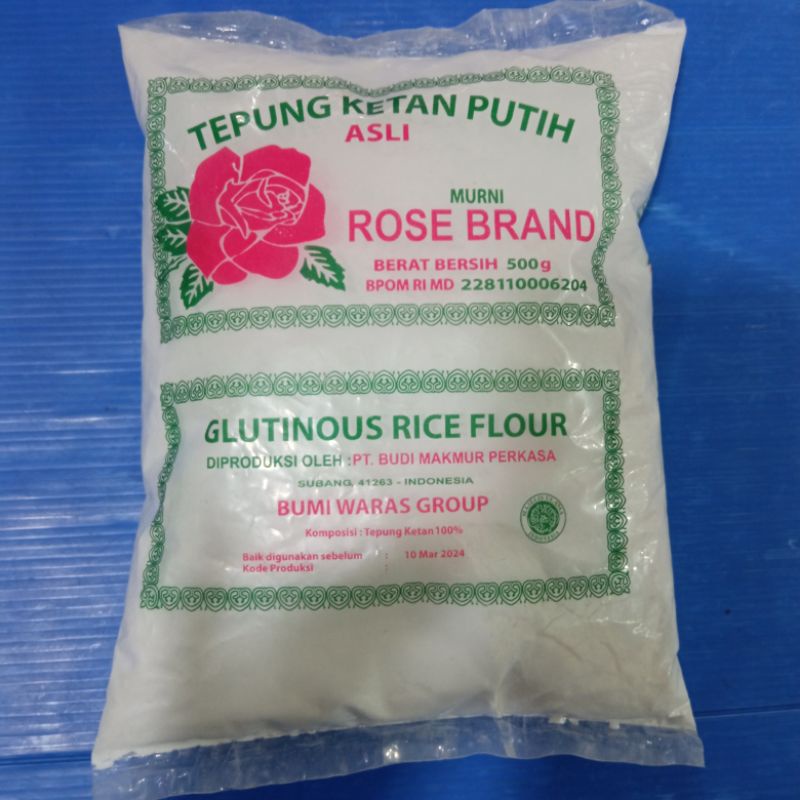 TEPUNG KETAN PUTIH
ASLI
MURNI
ROSE BRAND
BERAT BERSIH 500 g
BPOM RI MD 228110006204
GLUTINOUS RICE FLOUR
DIPRODUKSI OLEH :PT. BUDI MAKMUR PERKASA
SUBANG, 41263 - INDONESIA
BUMI WARAS GROUP
Komposisi : Tepung Ketan 100%
Baik digunakan sebelum : 10 Mar 2024
Kode Produksi :